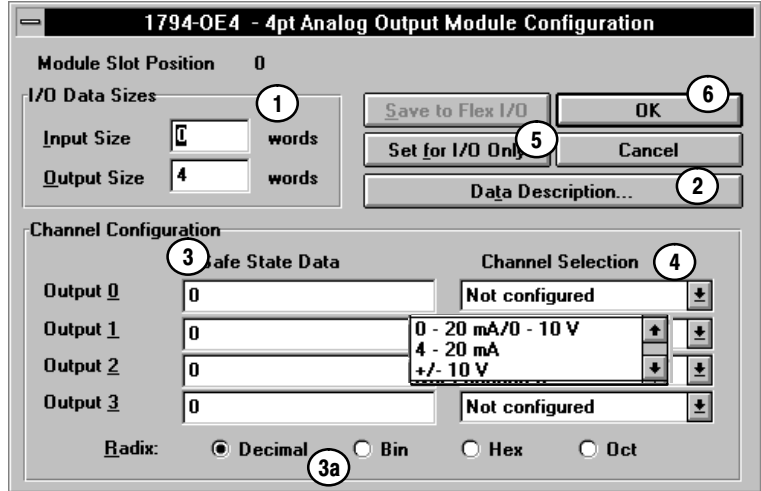 1794-OE4 - 4pt Analog Output Module Configuration
Module Slot Position 0
I/O Data Sizes
1
Input Size 0 words
Output Size 4 words
Save to Flex I/O
OK
6
Set for I/O Only
5
Cancel
Data Description...
2
Channel Configuration
3
Safe State Data
Channel Selection
4
Output 0 0 Not configured
Output 1 0
0 - 20 mA/0 - 10 V
4 - 20 mA
+/- 10 V
Output 2 0
Output 3 0 Not configured
Radix: Decimal Bin Hex Oct
3a